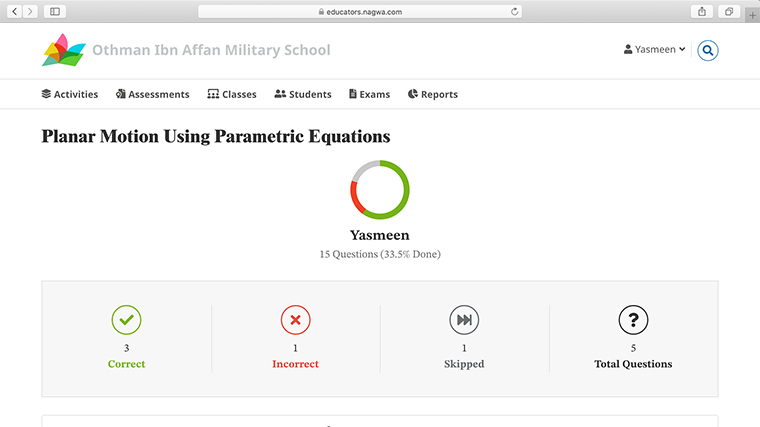 educators.nagwa.com
Othman Ibn Affan Military School
Yasmeen
Activities Assessments Classes Students Exams Reports
Planar Motion Using Parametric Equations
Yasmeen
15 Questions (33.5% Done)
3 1 1 5
Correct Incorrect Skipped Total Questions